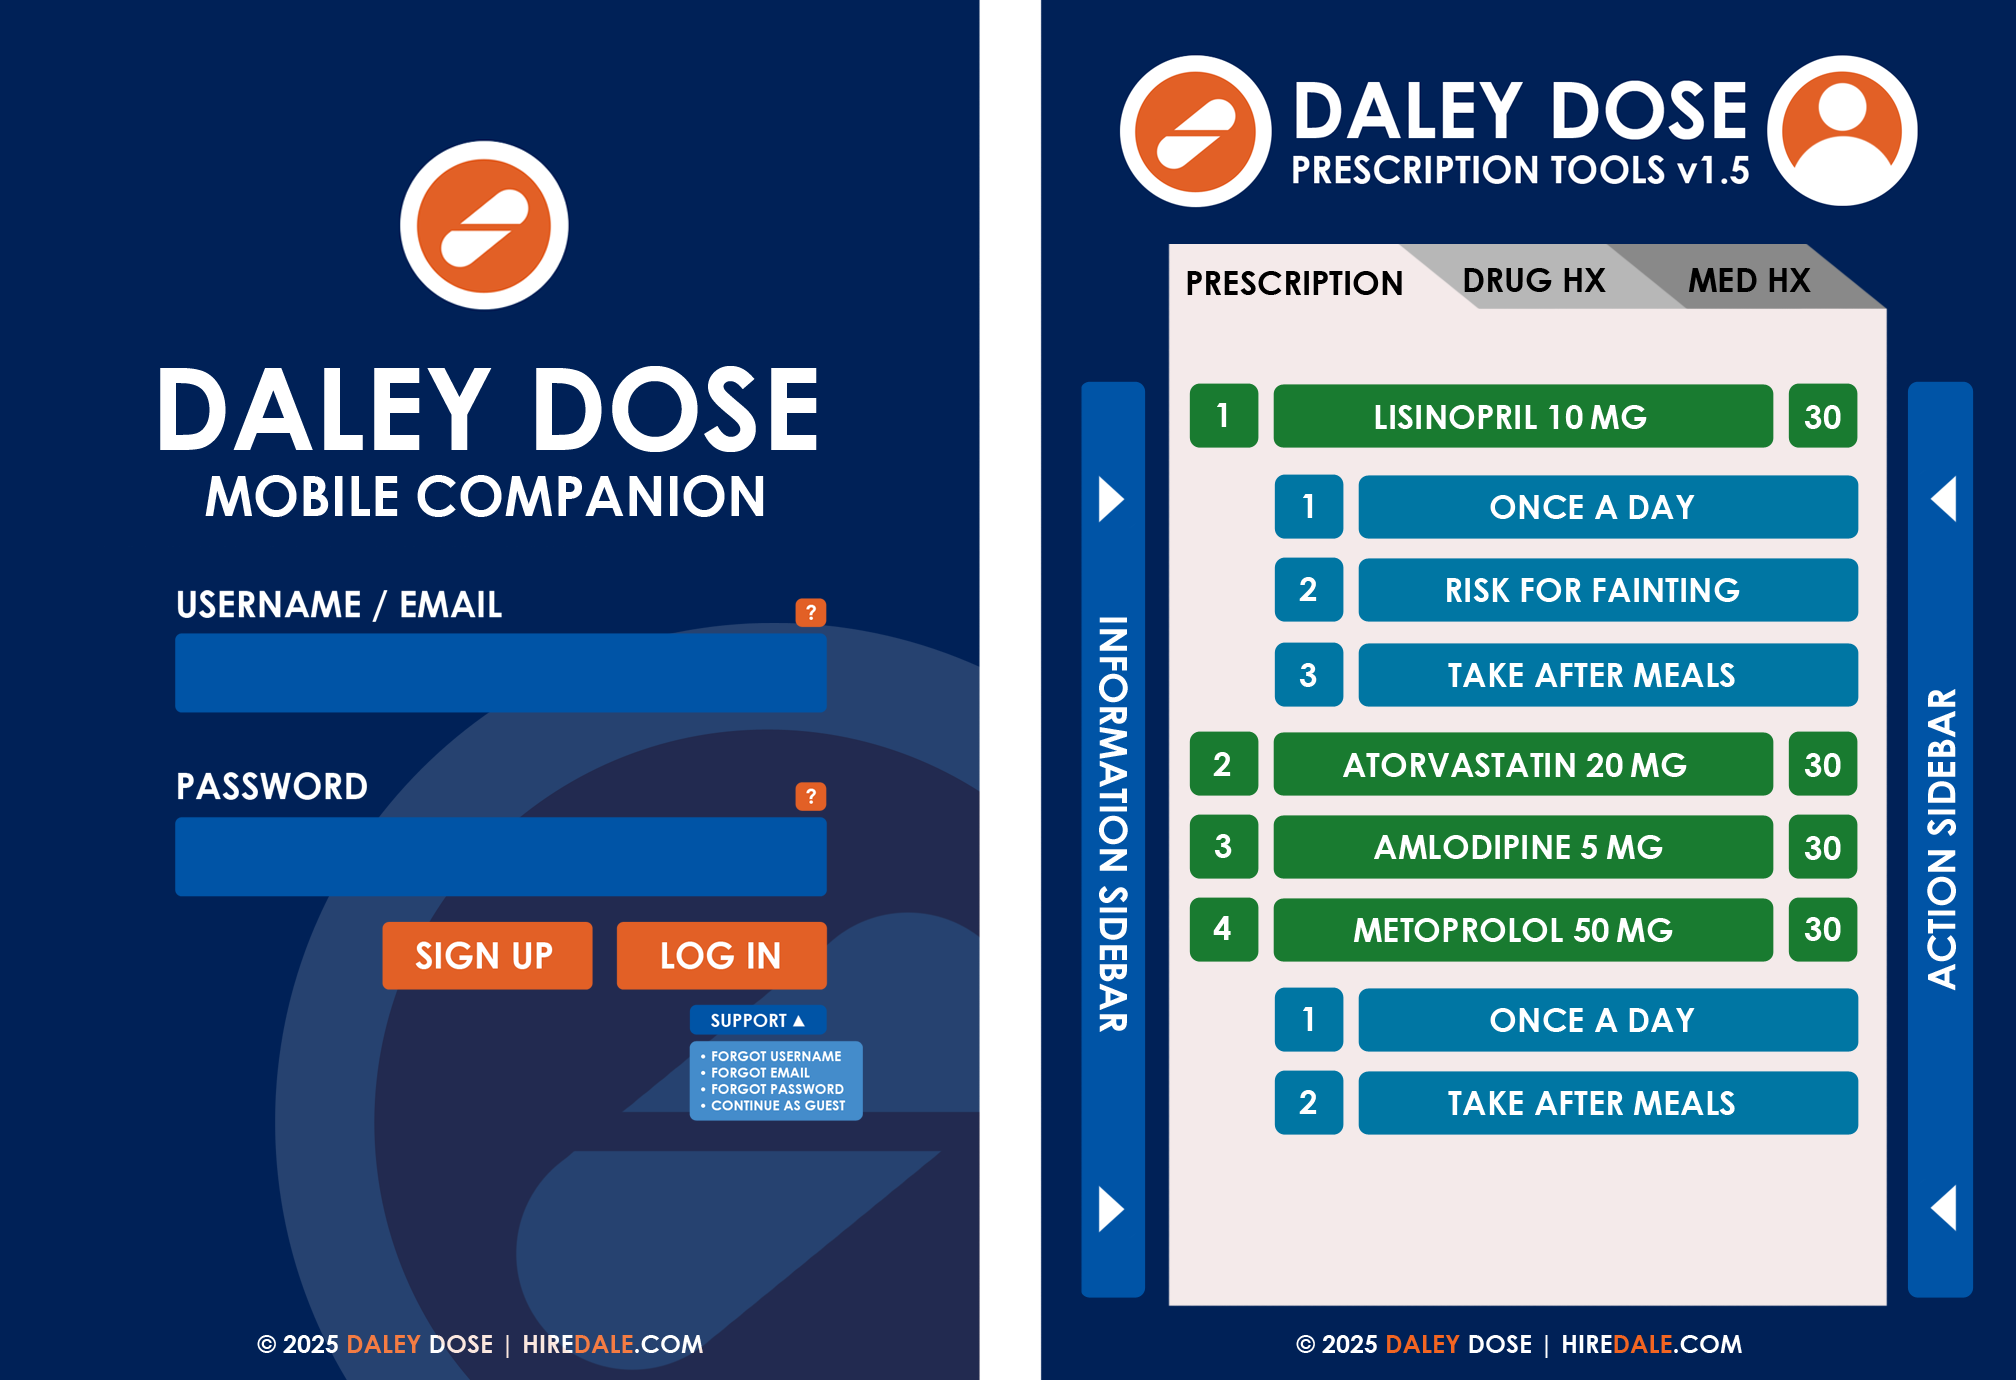 DALEY DOSE
MOBILE COMPANION
USERNAME / EMAIL
?
PASSWORD
?
SIGN UP
LOG IN
SUPPORT ▲
• FORGOT USERNAME
• FORGOT EMAIL
• FORGOT PASSWORD
• CONTINUE AS GUEST
© 2025 DALEY DOSE | HIREDALE.COM
DALEY DOSE
PRESCRIPTION TOOLS v1.5
PRESCRIPTION
DRUG HX
MED HX
INFORMATION SIDEBAR
1 LISINOPRIL 10 MG 30
1 ONCE A DAY
2 RISK FOR FAINTING
3 TAKE AFTER MEALS
2 ATORVASTATIN 20 MG 30
3 AMLODIPINE 5 MG 30
4 METOPROLOL 50 MG 30
1 ONCE A DAY
2 TAKE AFTER MEALS
ACTION SIDEBAR
© 2025 DALEY DOSE | HIREDALE.COM